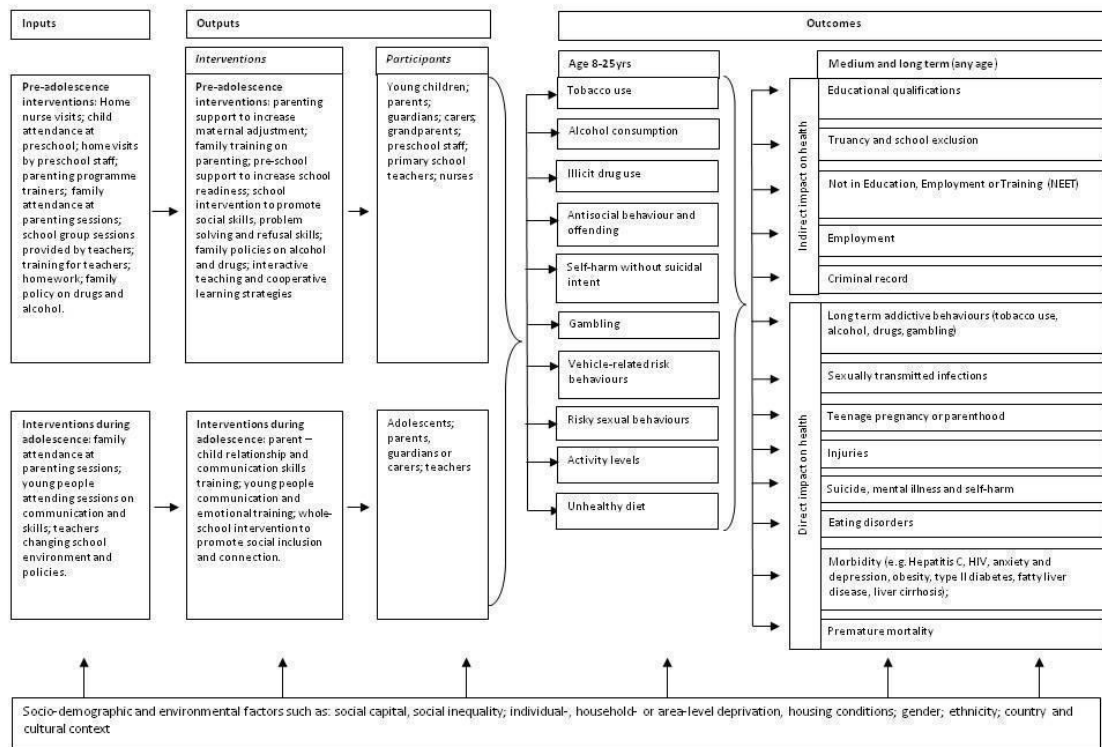 Inputs
Outputs
Outcomes
Interventions
Participants
Age 8-25yrs
Medium and long term (any age)
Pre-adolescence
interventions: Home
nurse visits; child
attendance at
preschool; home visits
by preschool staff;
parenting programme
trainers; family
attendance at
parenting sessions;
school group sessions
provided by teachers;
training for teachers;
homework; family
policy on drugs and
alcohol.
Pre-adolescence
interventions: parenting
support to increase
maternal adjustment;
family training on
parenting; pre-school
support to increase school
readiness; school
intervention to promote
social skills, problem
solving and refusal skills;
family policies on alcohol
and drugs; interactive
teaching and cooperative
learning strategies
Young children;
parents;
guardians; carers;
grandparents;
preschool staff;
primary school
teachers; nurses
Interventions during
adolescence: family
attendance at
parenting sessions;
young people
attending sessions on
communication and
skills; teachers
changing school
environment and
policies.
Interventions during
adolescence: parent –
child relationship and
communication skills
training; young people
communication and
emotional training; whole-
school intervention to
promote social inclusion
and connection.
Adolescents;
parents,
guardians or
carers; teachers
Tobacco use
Alcohol consumption
Illicit drug use
Antisocial behaviour and
offending
Self-harm without suicidal
intent
Gambling
Vehicle-related risk
behaviours
Risky sexual behaviours
Activity levels
Unhealthy diet
Indirect impact on health
Educational qualifications
Truancy and school exclusion
Not in Education, Employment or Training (NEET)
Employment
Criminal record
Direct impact on health
Long term addictive behaviours (tobacco use,
alcohol, drugs, gambling)
Sexually transmitted infections
Teenage pregnancy or parenthood
Injuries
Suicide, mental illness and self-harm
Eating disorders
Morbidity (e.g. Hepatitis C, HIV, anxiety and
depression, obesity, type II diabetes, fatty liver
disease, liver cirrhosis);
Premature mortality
Socio-demographic and environmental factors such as: social capital, social inequality; individual-, household- or area-level deprivation, housing conditions; gender; ethnicity; country and
cultural context